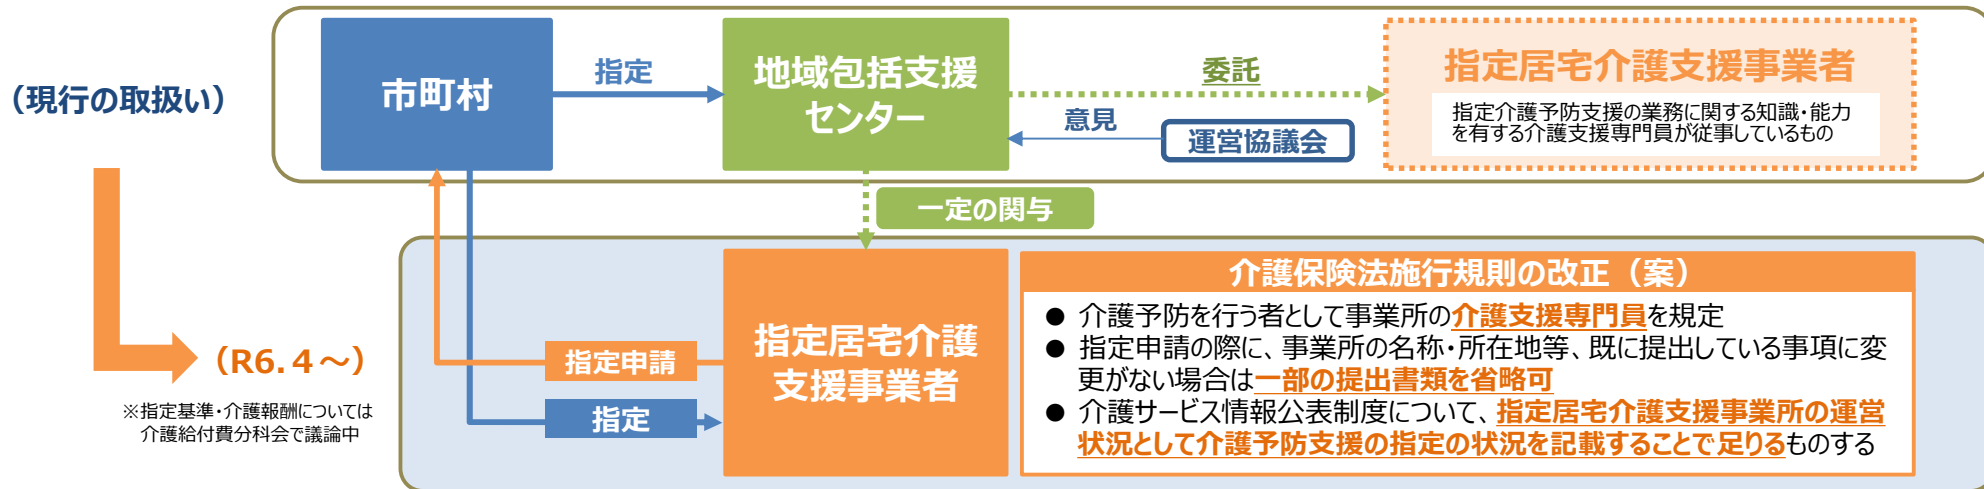 （現行の取扱い）
市町村
指定
地域包括支援
センター
委託
意見
運営協議会
指定居宅介護支援事業者
指定介護予防支援の業務に関する知識・能力
を有する介護支援専門員が従事しているもの
一定の関与
（R6.４～）
※指定基準・介護報酬については
介護給付費分科会で議論中
指定申請
指定
指定居宅介護
支援事業者
介護保険法施行規則の改正（案）
● 介護予防を行う者として事業所の介護支援専門員を規定
● 指定申請の際に、事業所の名称・所在地等、既に提出している事項に変
更がない場合は一部の提出書類を省略可
● 介護サービス情報公表制度について、指定居宅介護支援事業所の運営
状況として介護予防支援の指定の状況を記載することで足りるものする